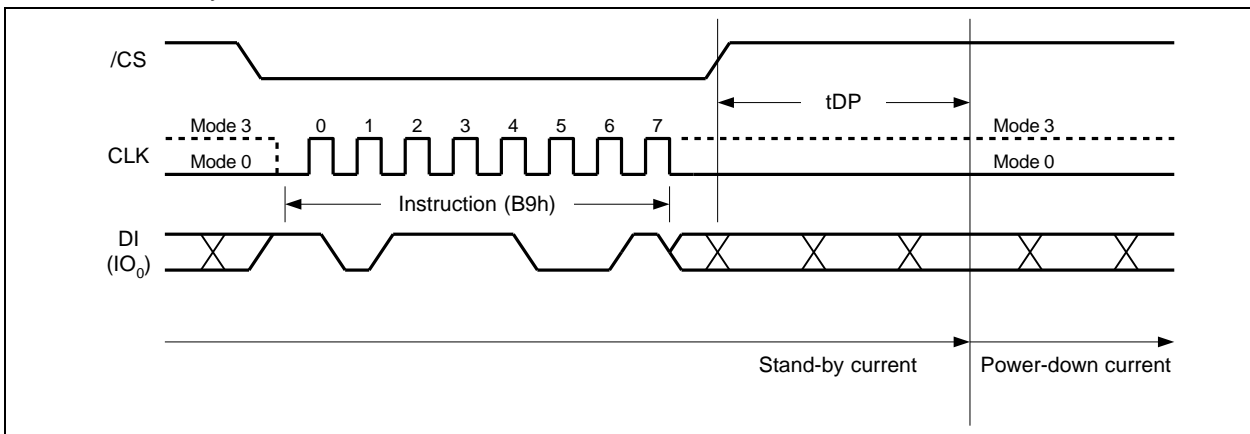 /CS
tDP
Mode 3 0 1 2 3 4 5 6 7 Mode 3
CLK
Mode 0 Mode 0
Instruction (B9h)
DI
(IO0)
Stand-by current Power-down current